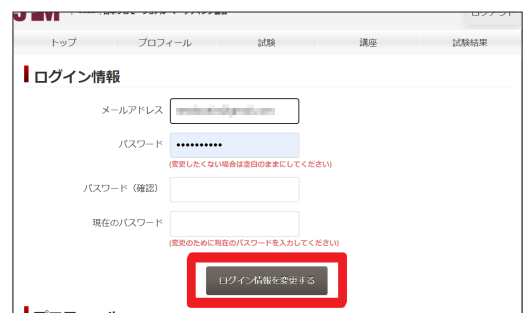 トップ
プロフィール
試験
講座
試験結果
ログイン情報
メールアドレス
パスワード ••••••••••
(変更したくない場合は空白のままにしてください)
パスワード（確認）
現在のパスワード
(変更のために現在のパスワードを入力してください)
ログイン情報を変更する